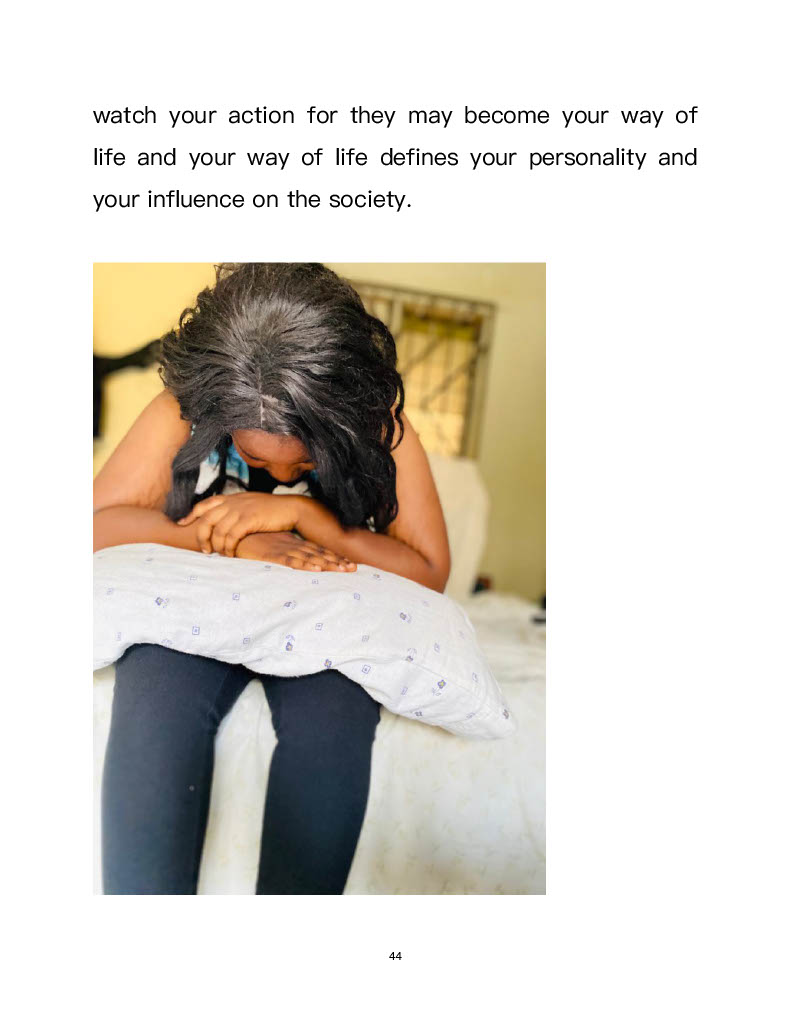 watch your action for they may become your way of
life and your way of life defines your personality and
your influence on the society.
44